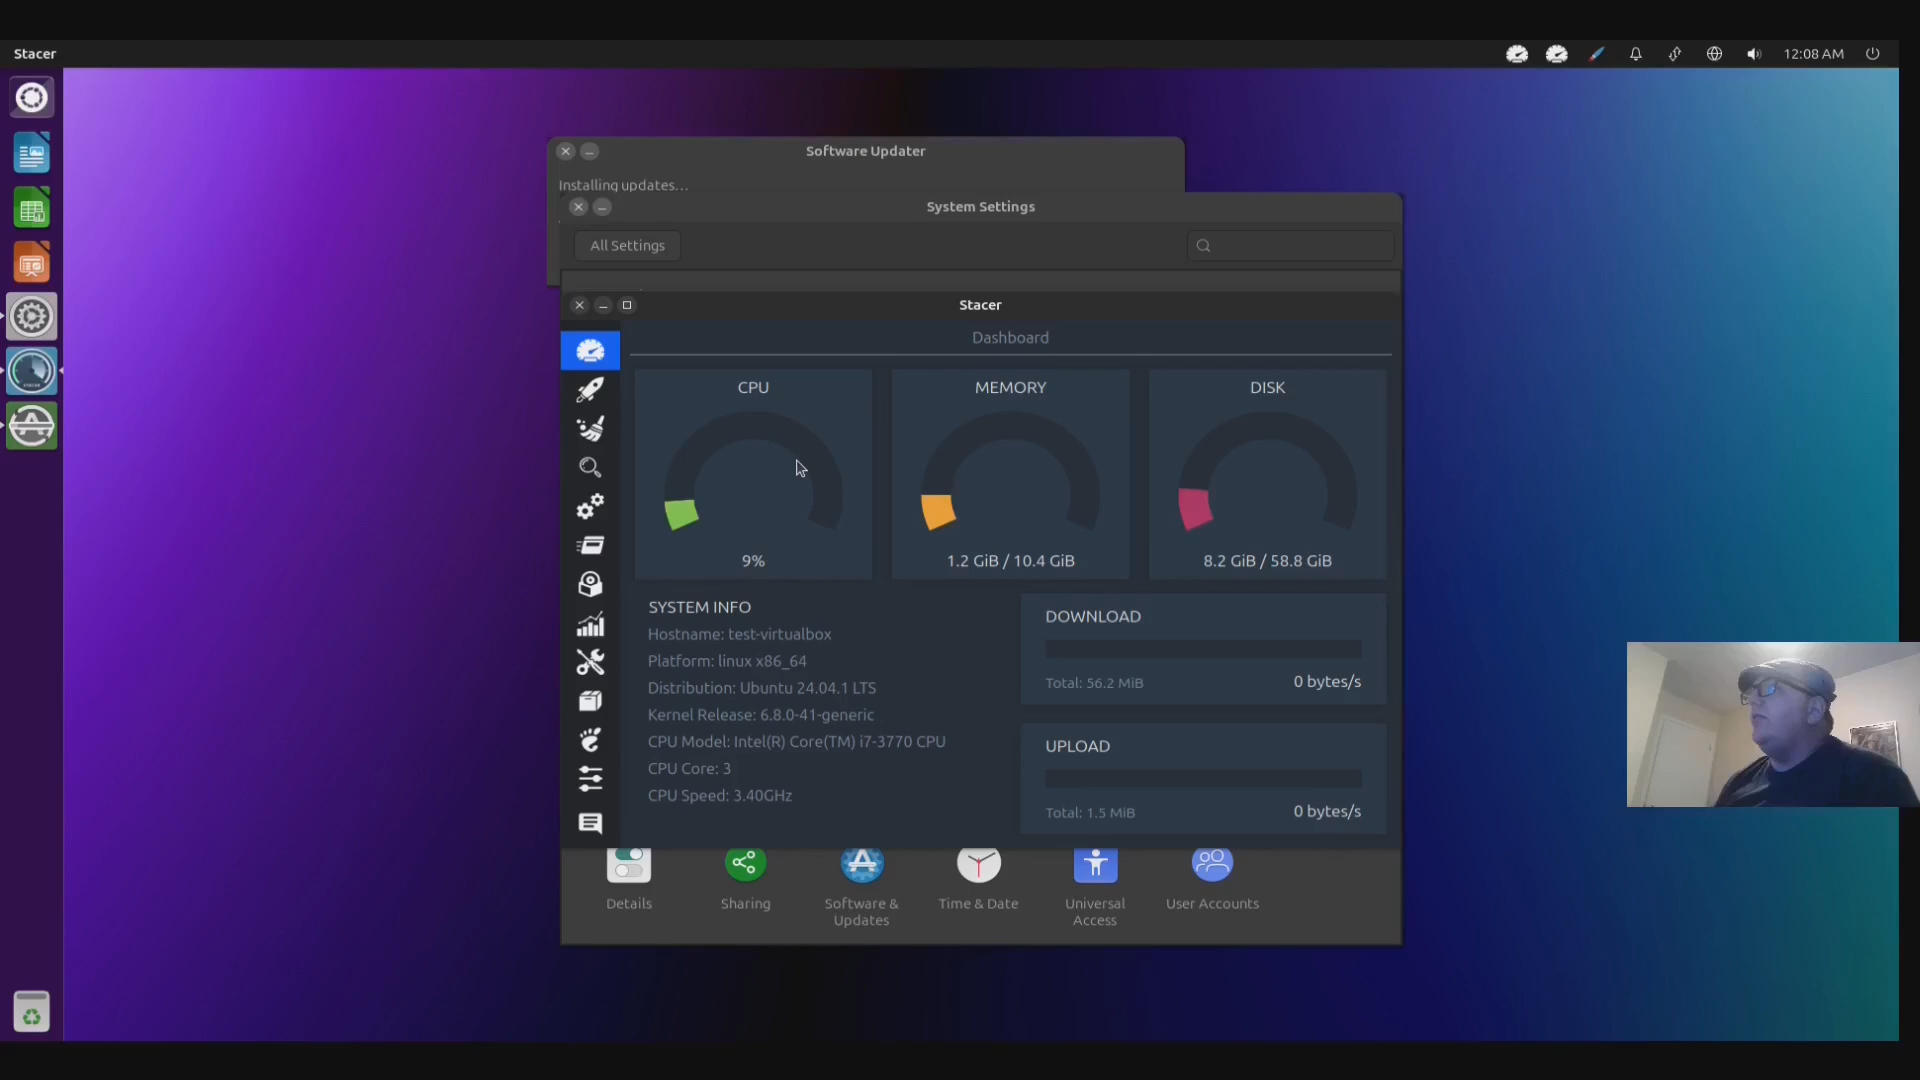 Stacer
12:08 AM
Software Updater
Installing updates...
System Settings
All Settings
Stacer
Dashboard
CPU
MEMORY
DISK
9%
1.2 GiB / 10.4 GiB
8.2 GiB / 58.8 GiB
SYSTEM INFO
Hostname: test-virtualbox
Platform: linux x86_64
Distribution: Ubuntu 24.04.1 LTS
Kernel Release: 6.8.0-41-generic
CPU Model: Intel(R) Core(TM) i7-3770 CPU
CPU Core: 3
CPU Speed: 3.40GHz
DOWNLOAD
Total: 56.2 MiB
0 bytes/s
UPLOAD
Total: 1.5 MiB
0 bytes/s
Details
Sharing
Software &
Updates
Time & Date
Universal
Access
User Accounts